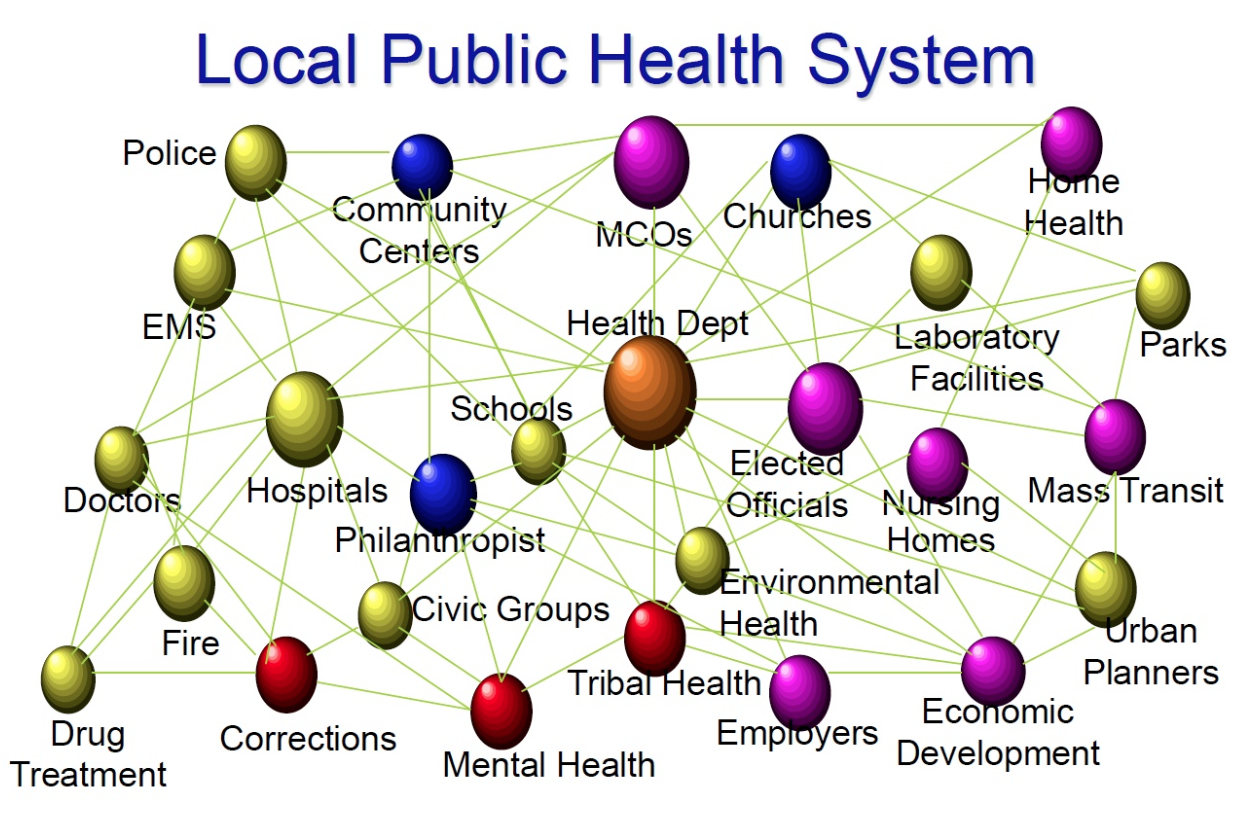 Local Public Health System
Police
Community
Centers
MCOs
Churches
Home
Health
EMS
Health Dept
Laboratory
Facilities
Parks
Schools
Doctors
Hospitals
Philanthropist
Elected
Officials
Nursing
Homes
Mass Transit
Fire
Civic Groups
Environmental
Health
Urban
Planners
Drug
Treatment
Corrections
Mental Health
Tribal Health
Employers
Economic
Development